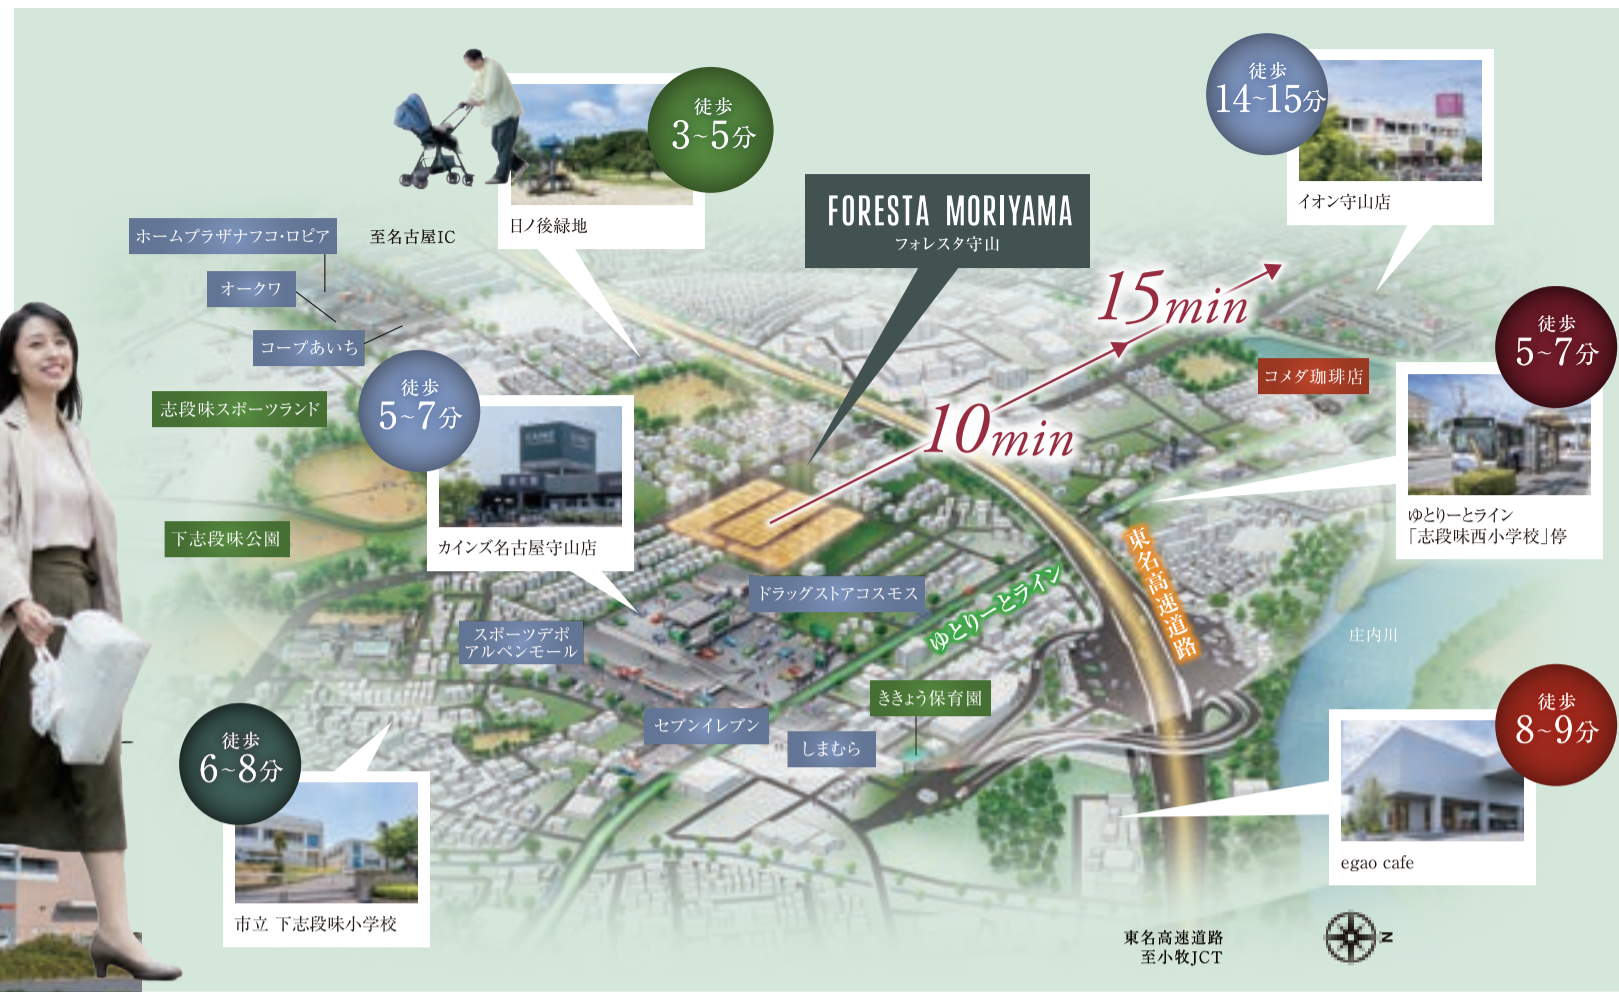 徒歩
3~5分
日ノ後緑地
徒歩
14~15分
イオン守山店
FORESTA MORIYAMA
フォレスタ守山
ホームプラザナフコ・ロピア
至名古屋IC
オークワ
コープあいち
15min
10min
徒歩
5~7分
コメダ珈琲店
ゆとりーとライン
「志段味西小学校」停
志段味スポーツランド
徒歩
5~7分
カインズ名古屋守山店
下志段味公園
東名高速道路
ゆとりーとライン
ドラッグストアコスモス
スポーツデポ
アルペンモール
庄内川
ききょう保育園
セブンイレブン
しまむら
徒歩
6~8分
市立 下志段味小学校
徒歩
8~9分
egao cafe
東名高速道路
至小牧JCT
N